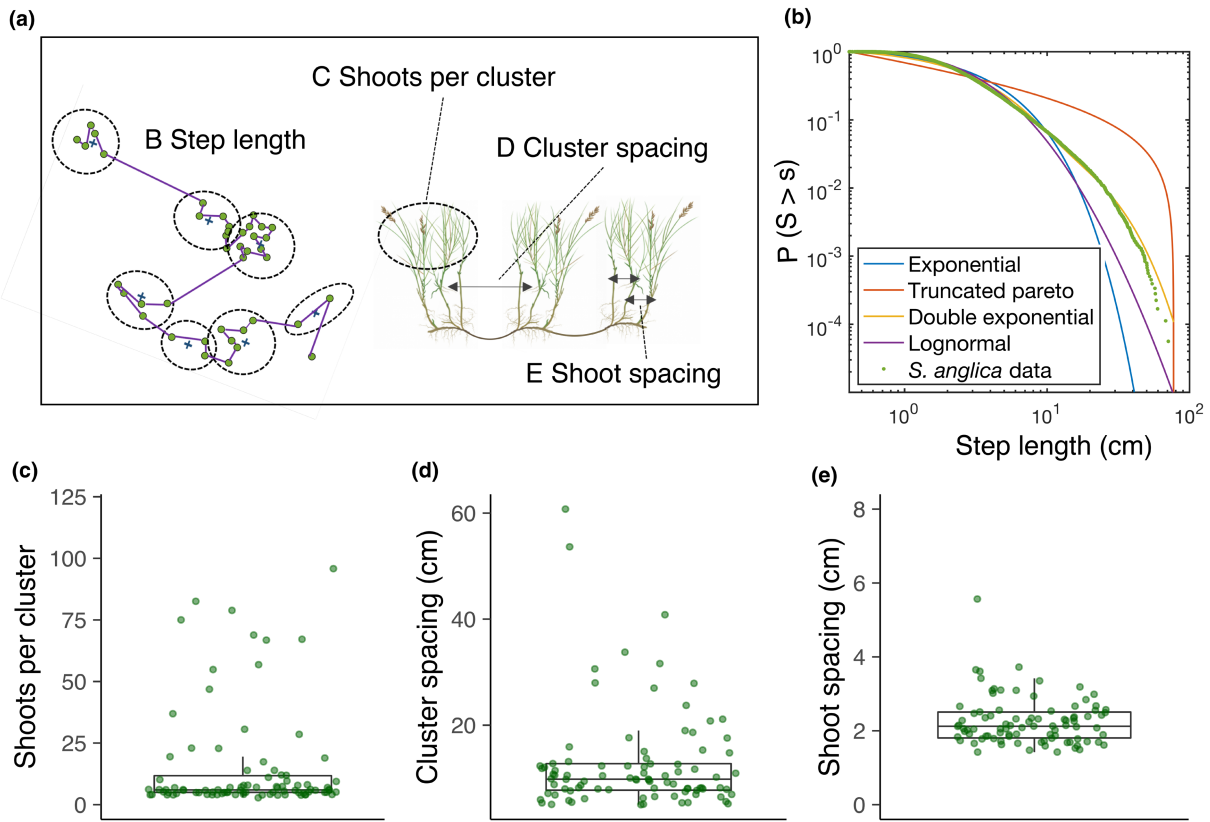 (a)
C Shoots per cluster
B Step length
D Cluster spacing
E Shoot spacing
(b)
P (S > s)
10^0
10^-1
10^-2
10^-3
10^-4
Exponential
Truncated pareto
Double exponential
Lognormal
S. anglica data
10^0 10^1 10^2
Step length (cm)
(c)
Shoots per cluster
125
100
75
50
25
0
(d)
Cluster spacing (cm)
60
40
20
(e)
Shoot spacing (cm)
8
6
4
2
0